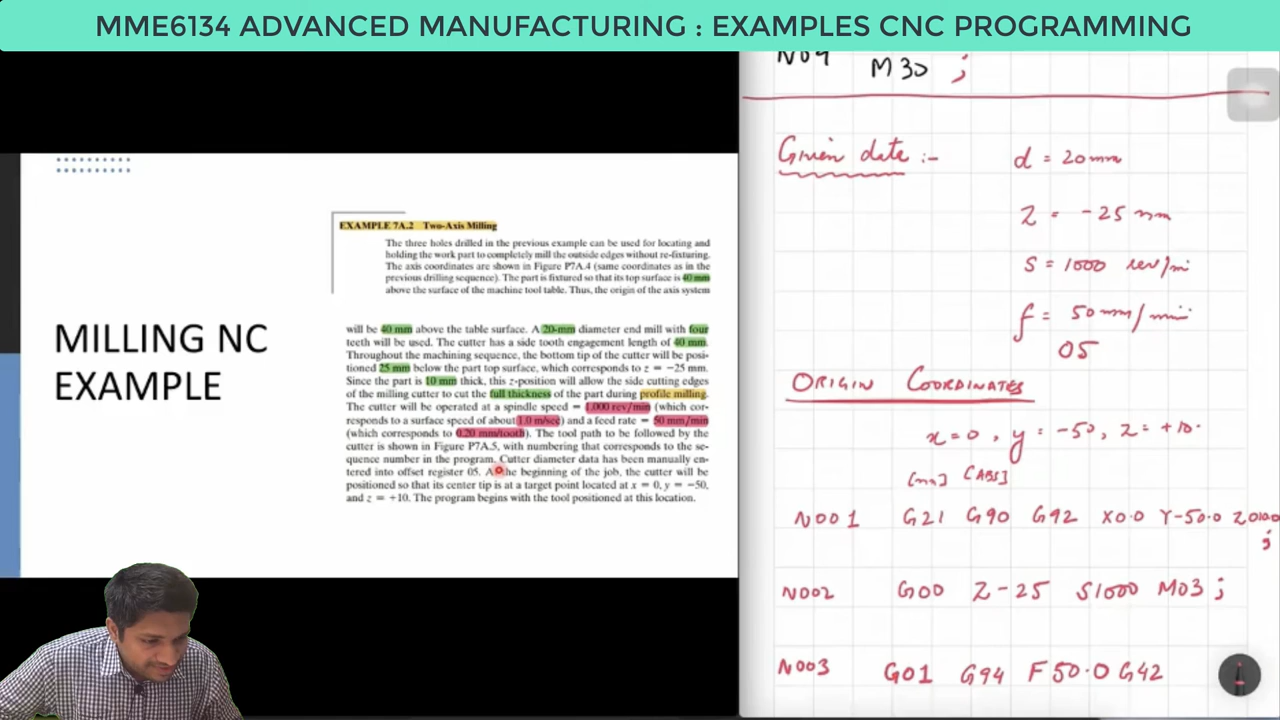 MME6134 ADVANCED MANUFACTURING : EXAMPLES CNC PROGRAMMING
MILLING NC
EXAMPLE
EXAMPLE 7A.2 Two-Axis Milling
The three holes drilled in the previous example can be used for locating and
holding the work part to completely mill the outside edges without re-fixturing.
The axis coordinates are shown in Figure P7A.4 (same coordinates as in the
previous drilling sequence). The part is fixtured so that its top surface is 40 mm
above the surface of the machine tool table. Thus, the origin of the axis system
will be 40 mm above the table surface. A 20-mm diameter end mill with four
teeth will be used. The cutter has a side tooth engagement length of 40 mm.
Throughout the machining sequence, the bottom tip of the cutter will be posi-
tioned 25 mm below the part top surface, which corresponds to z = −25 mm.
Since the part is 10 mm thick, this z-position will allow the side cutting edges
of the milling cutter to cut the full thickness of the part during profile milling.
The cutter will be operated at a spindle speed = 1,000 rev/min (which cor-
responds to a surface speed of about 1.0 m/sec) and a feed rate = 50 mm/min
(which corresponds to 0.20 mm/tooth). The tool path to be followed by the
cutter is shown in Figure P7A.5, with numbering that corresponds to the se-
quence number in the program. Cutter diameter data has been manually en-
tered into offset register 05. A the beginning of the job, the cutter will be
positioned so that its center tip is at a target point located at x = 0, y = −50,
and z = +10. The program begins with the tool positioned at this location.
M30 ;
Given date :-
d = 20mm
Z = -25 mm
S = 1000 rev/mi
f = 50 mm/min
05
ORIGIN COORDINATES
x=0, y = -50, z = +10.
[mm] [ABS]
N001 G21 G90 G92 X0.0 Y-50.0 Z010.0
;
N002 G00 Z-25 S1000 M03 ;
N003 G01 G94 F50.0 G42